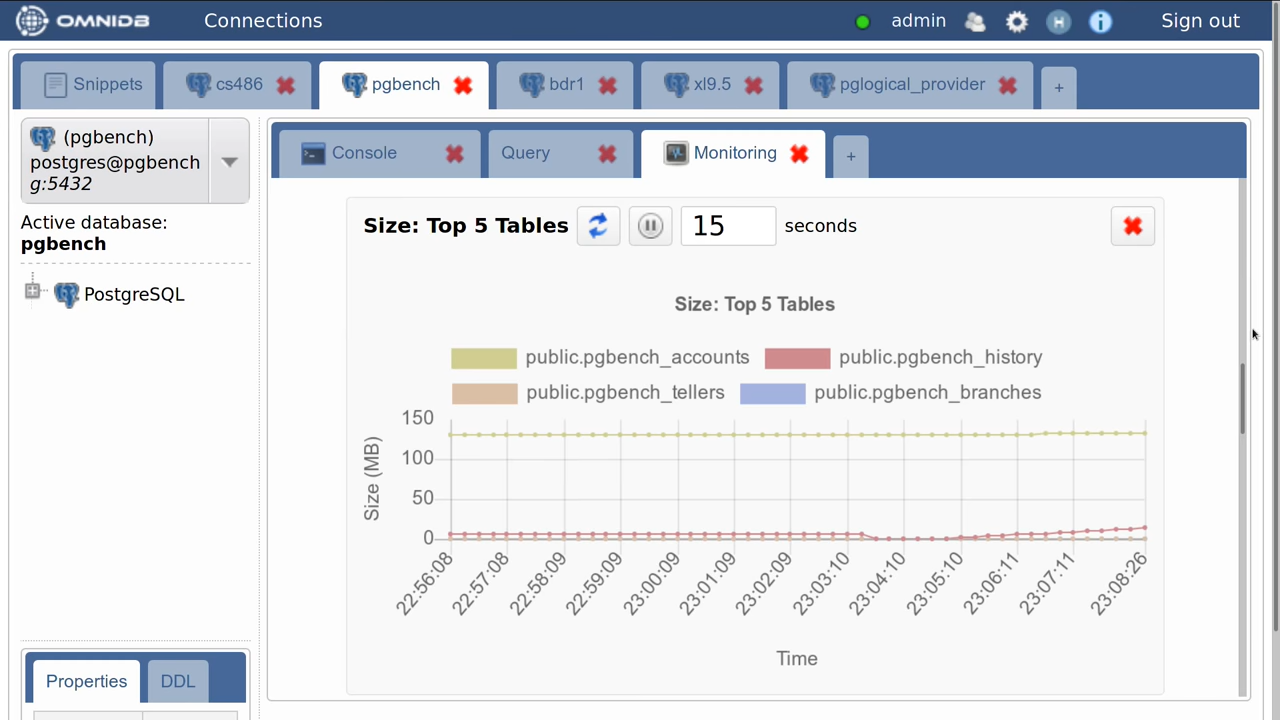 OMNIDB Connections admin Sign out
Snippets cs486 pgbench bdr1 xl9.5 pglogical_provider +
(pgbench)
postgres@pgbench
g:5432
Active database:
pgbench
PostgreSQL
Properties DDL
Console Query Monitoring +
Size: Top 5 Tables 15 seconds
Size: Top 5 Tables
public.pgbench_accounts public.pgbench_history
public.pgbench_tellers public.pgbench_branches
150
100
50
0
Size (MB)
22:56:08 22:57:08 22:58:09 22:59:09 23:00:09 23:01:09 23:02:09 23:03:10 23:04:10 23:05:10 23:06:11 23:07:11 23:08:26
Time